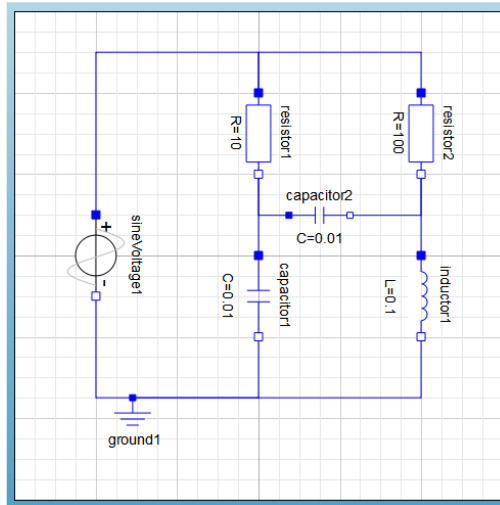 resistor1
R=10
resistor2
R=100
capacitor2
C=0.01
sineVoltage1
+
-
capacitor1
C=0.01
inductor1
L=0.1
ground1